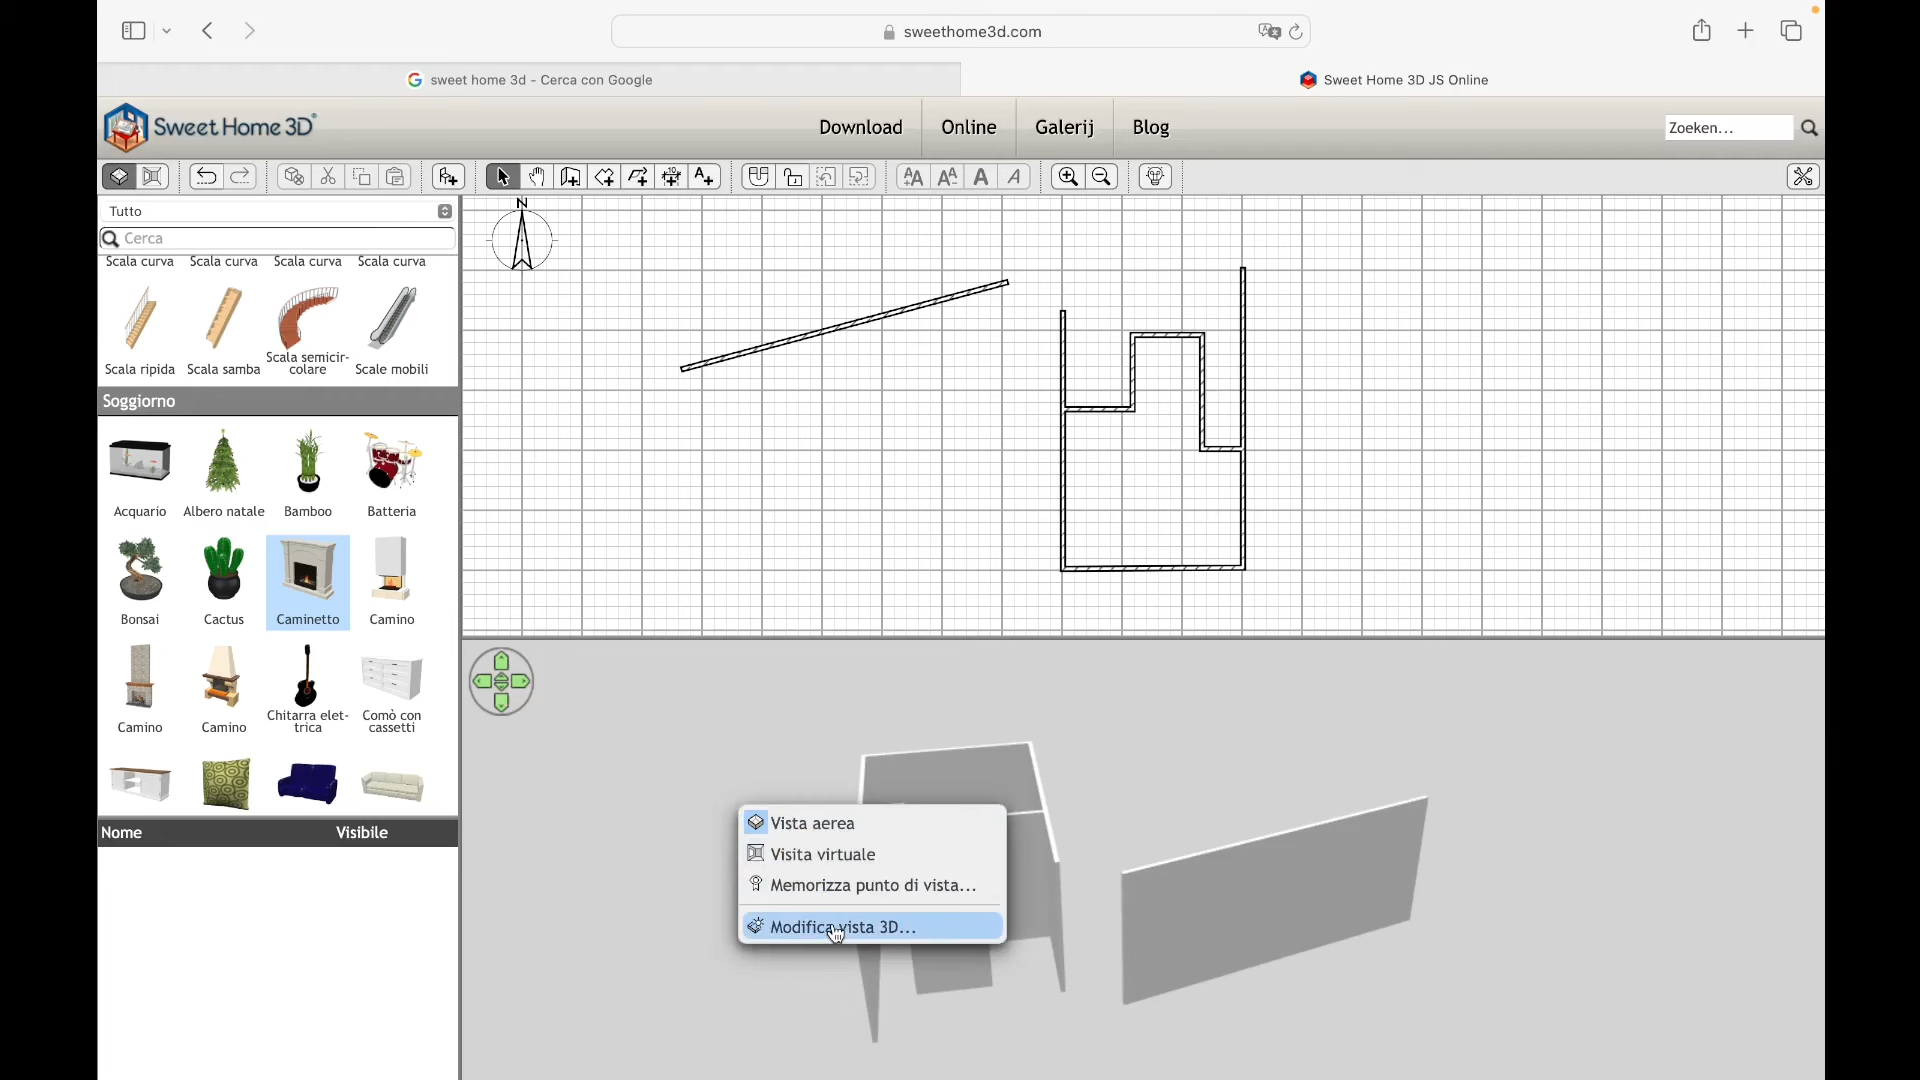 sweethome3d.com
sweet home 3d - Cerca con Google
Sweet Home 3D JS Online
Sweet Home 3D®
Download
Online
Galerij
Blog
Zoeken...
Tutto
Cerca
N
Scala curva Scala curva Scala curva Scala curva
Scala ripida Scala samba Scala semicir-
colare Scale mobili
Soggiorno
Acquario Albero natale Bamboo Batteria
Bonsai Cactus Caminetto Camino
Camino Camino Chitarra elet-
trica Comò con
cassetti
Nome Visibile
Vista aerea
Visita virtuale
Memorizza punto di vista...
Modifica vista 3D...